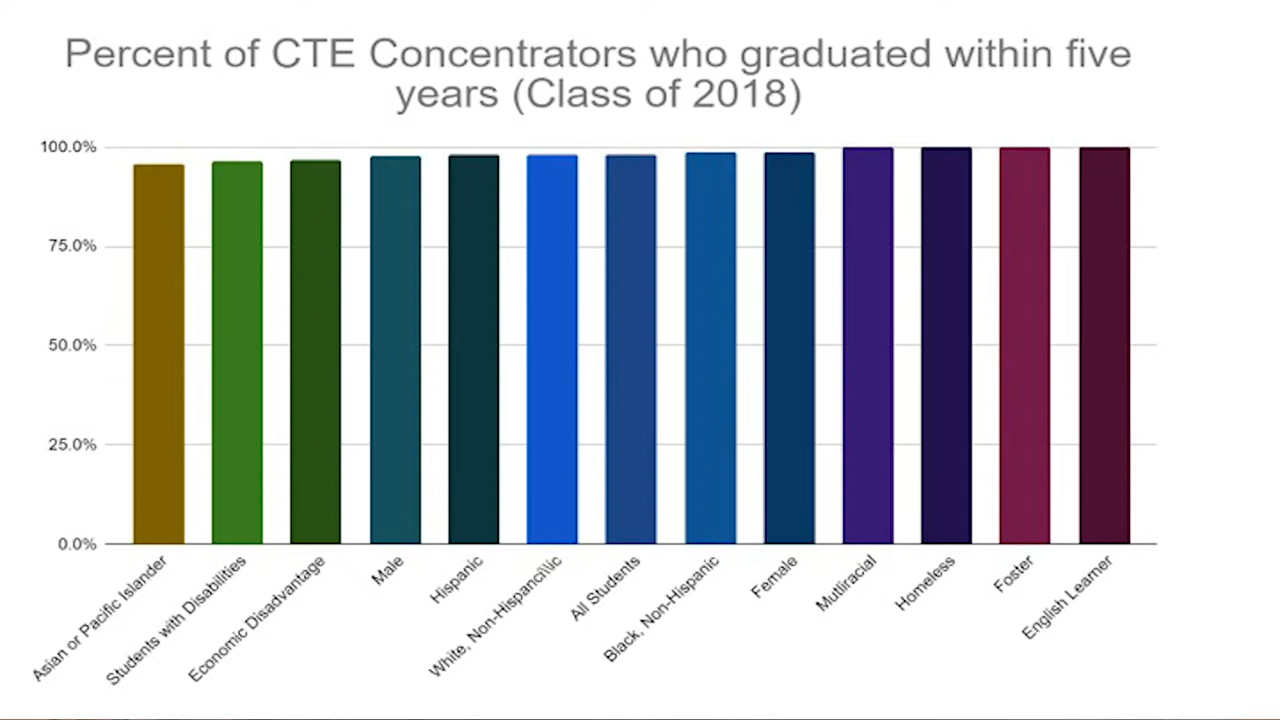 Percent of CTE Concentrators who graduated within five
years (Class of 2018)
100.0%
75.0%
50.0%
25.0%
0.0%
Asian or Pacific Islander
Students with Disabilities
Economic Disadvantage
Male
Hispanic
White, Non-Hispanci\\ic
All Students
Black, Non-Hispanic
Female
Mutliracial
Homeless
Foster
English Learner